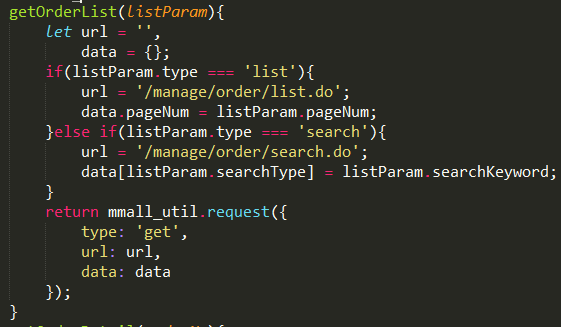 getOrderList(listParam){
    let url = '',
        data = {};
    if(listParam.type === 'list'){
        url = '/manage/order/list.do';
        data.pageNum = listParam.pageNum;
    }else if(listParam.type === 'search'){
        url = '/manage/order/search.do';
        data[listParam.searchType] = listParam.searchKeyword;
    }
    return mmall_util.request({
        type: 'get',
        url: url,
        data: data
    });
}